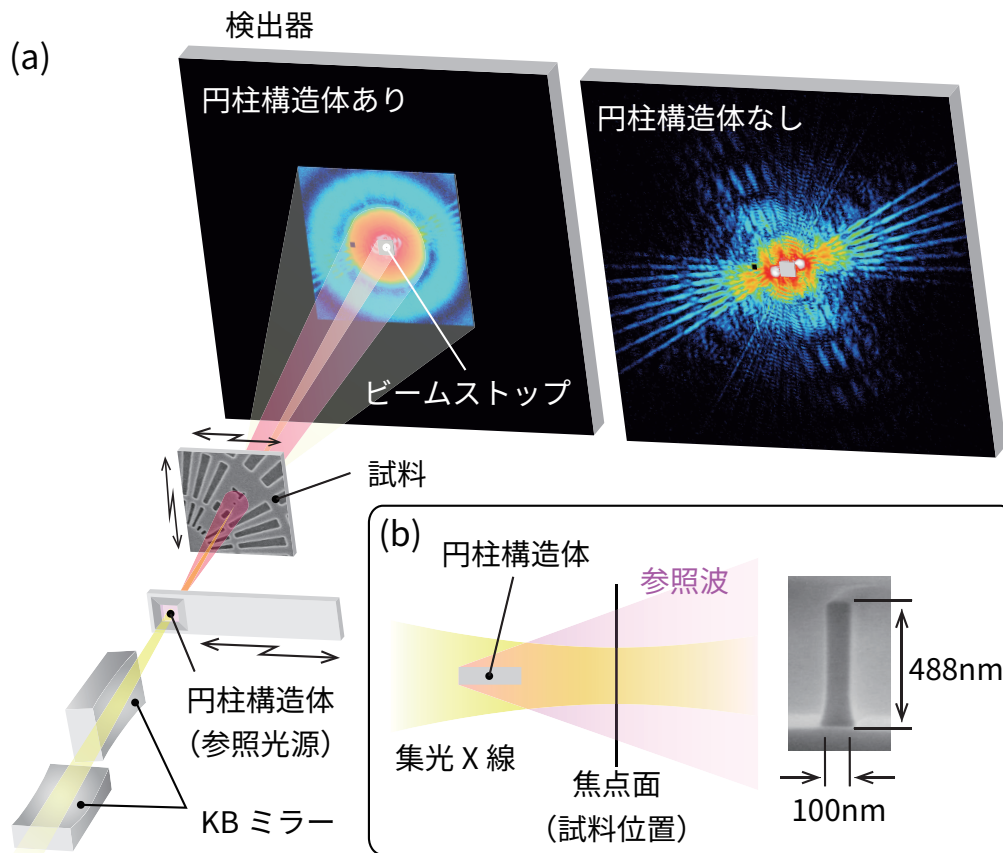 (a)
検出器
円柱構造体あり
円柱構造体なし
ビームストップ
試料
円柱構造体
（参照光源）
KB ミラー
(b)
円柱構造体
参照波
集光 X 線
焦点面
（試料位置）
488nm
100nm